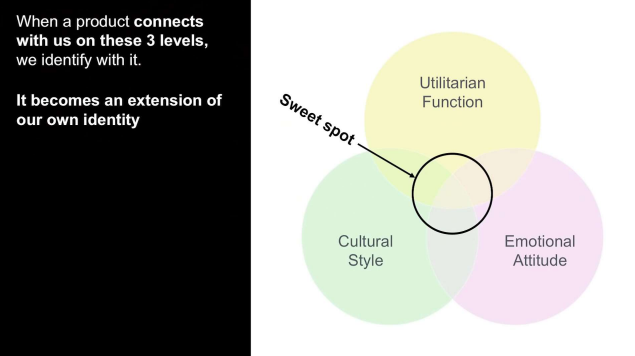 When a product connects
with us on these 3 levels,
we identify with it.
It becomes an extension of
our own identity
Utilitarian
Function
Sweet spot
Cultural
Style
Emotional
Attitude